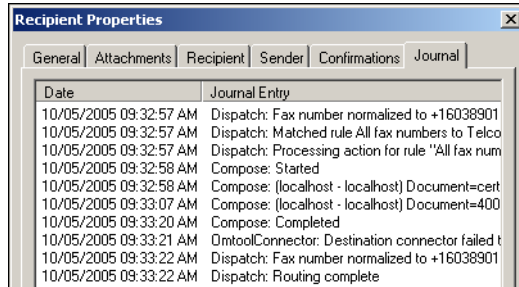 Recipient Properties
General Attachments Recipient Sender Confirmations Journal
Date Journal Entry
10/05/2005 09:32:57 AM Dispatch: Fax number normalized to +16038901
10/05/2005 09:32:57 AM Dispatch: Matched rule All fax numbers to Telco
10/05/2005 09:32:57 AM Dispatch: Processing action for rule "All fax num
10/05/2005 09:32:58 AM Compose: Started
10/05/2005 09:32:58 AM Compose: (localhost - localhost) Document=cert
10/05/2005 09:33:07 AM Compose: (localhost - localhost) Document=400
10/05/2005 09:33:20 AM Compose: Completed
10/05/2005 09:33:21 AM OmtoolConnector: Destination connector failed t
10/05/2005 09:33:22 AM Dispatch: Fax number normalized to +16038901
10/05/2005 09:33:22 AM Dispatch: Routing complete